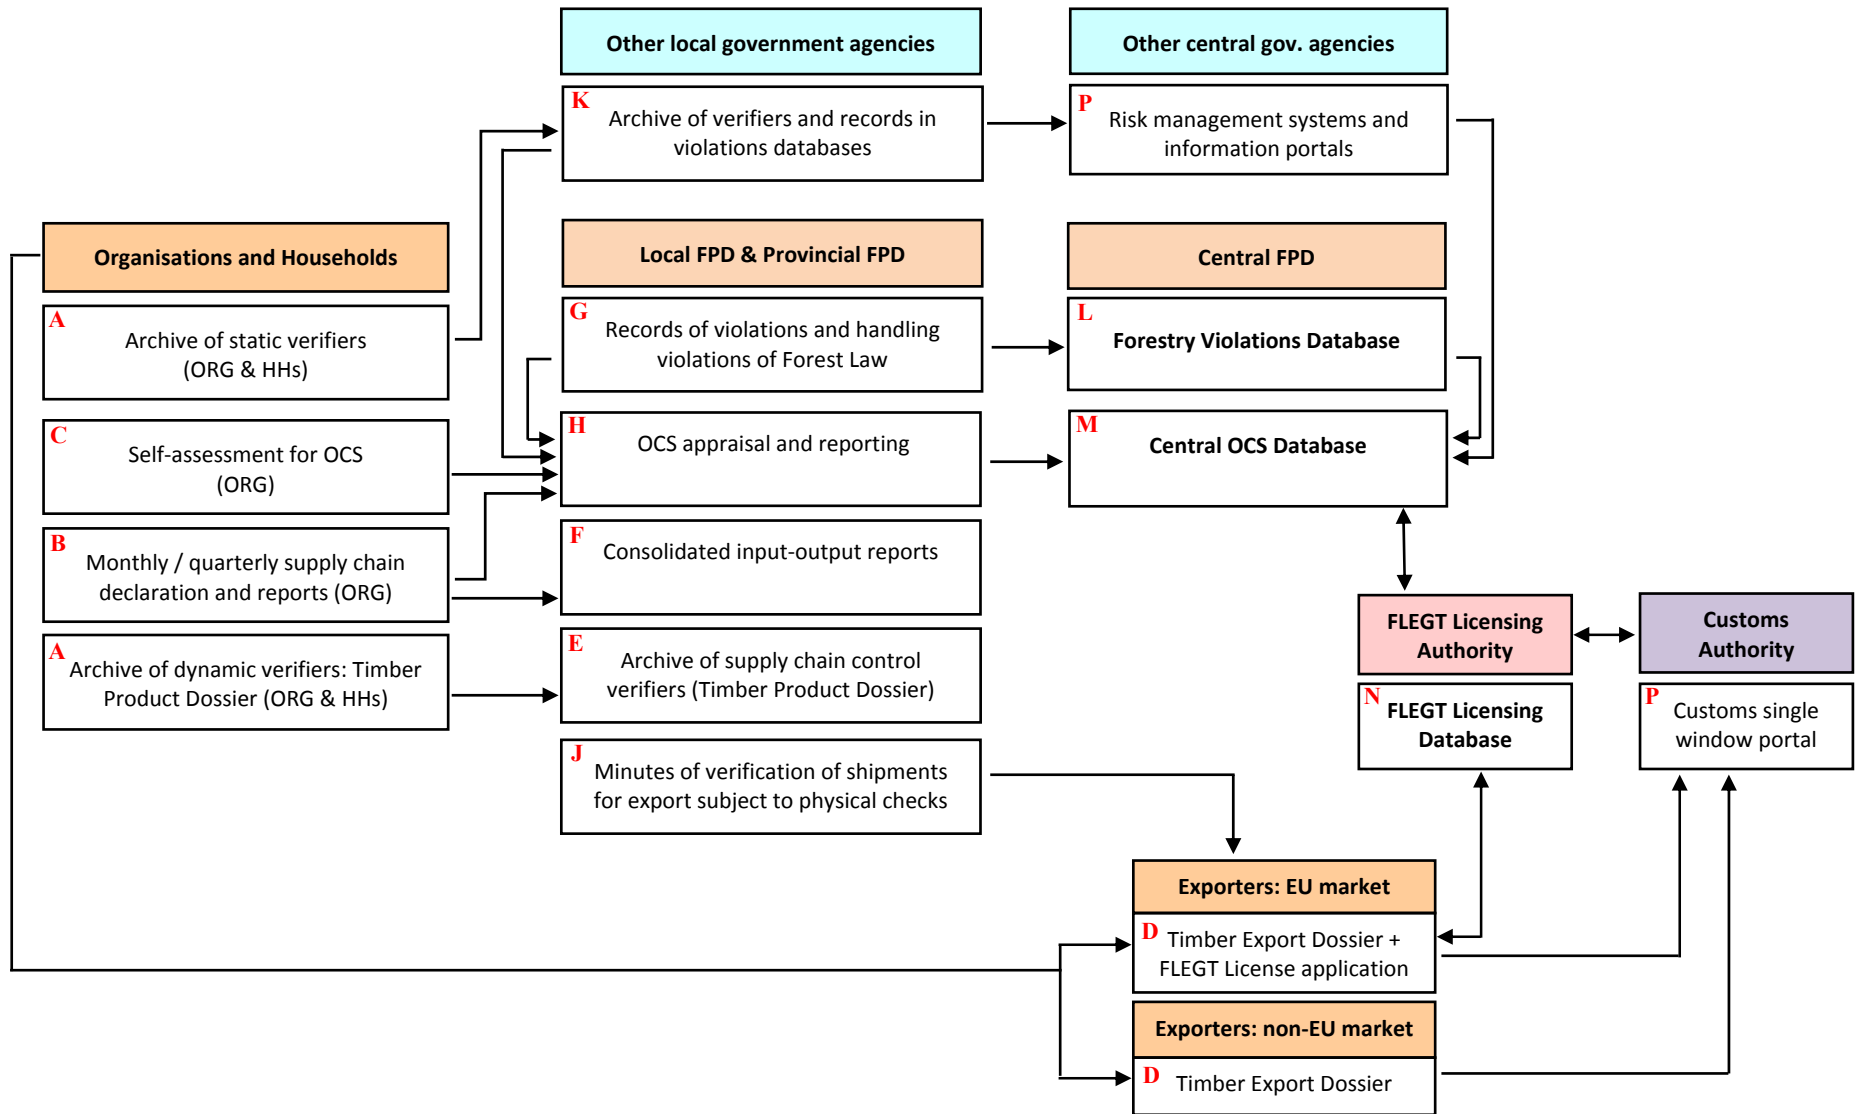 Other local government agencies
Other central gov. agencies
K
Archive of verifiers and records in
violations databases
P
Risk management systems and
information portals
Organisations and Households
Local FPD & Provincial FPD
Central FPD
A
Archive of static verifiers
(ORG & HHs)
G
Records of violations and handling
violations of Forest Law
L
Forestry Violations Database
C
Self-assessment for OCS
(ORG)
H
OCS appraisal and reporting
M
Central OCS Database
B
Monthly / quarterly supply chain
declaration and reports (ORG)
F
Consolidated input-output reports
A
Archive of dynamic verifiers: Timber
Product Dossier (ORG & HHs)
E
Archive of supply chain control
verifiers (Timber Product Dossier)
FLEGT Licensing
Authority
Customs
Authority
N
FLEGT Licensing
Database
P
Customs single
window portal
J
Minutes of verification of shipments
for export subject to physical checks
Exporters: EU market
D
Timber Export Dossier +
FLEGT License application
Exporters: non-EU market
D
Timber Export Dossier